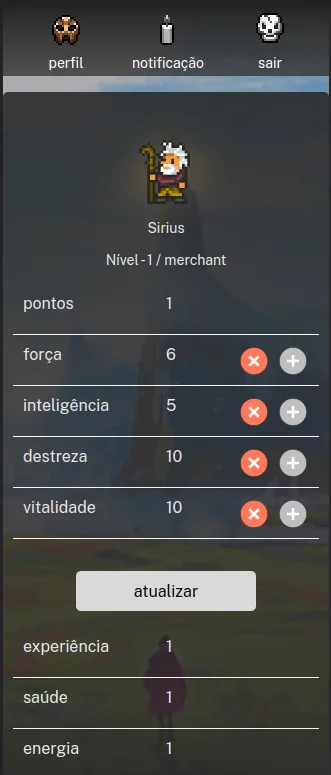 perfil notificação sair
Sirius
Nível - 1 / merchant
pontos 1
força 6
inteligência 5
destreza 10
vitalidade 10
atualizar
experiência 1
saúde 1
energia 1